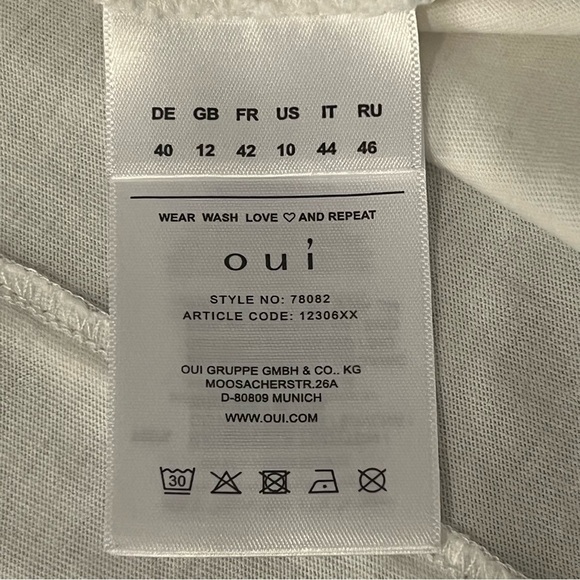 DE GB FR US IT RU
40 12 42 10 44 46
WEAR WASH LOVE ♡ AND REPEAT
oui
STYLE NO: 78082
ARTICLE CODE: 12306XX
OUI GRUPPE GMBH & CO.. KG
MOOSACHERSTR.26A
D-80809 MUNICH
WWW.OUI.COM
30